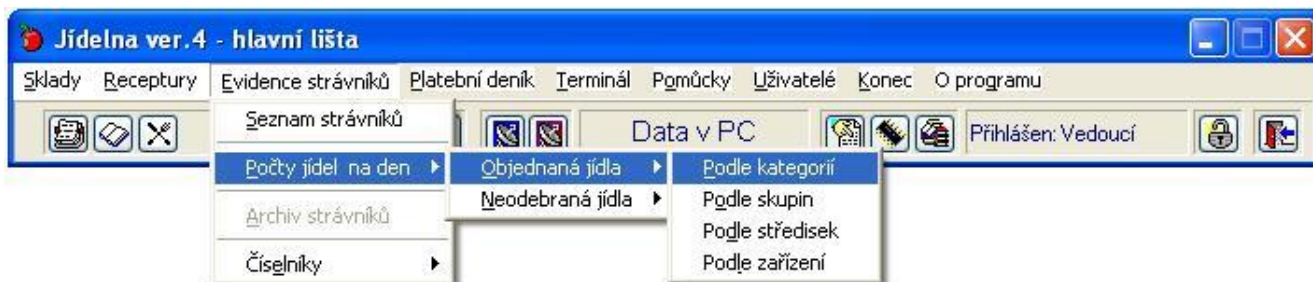 Jídelna ver.4 - hlavní lišta
Sklady Receptury Evidence strávníků Platební deník Terminál Pomůcky Uživatelé Konec O programu
Data v PC Přihlášen: Vedoucí
Seznam strávníků
Počty jídel na den
Archiv strávníků
Číselníky
Objednaná jídla
Neodebraná jídla
Podle kategorií
Podle skupin
Podle středisek
Podle zařízení